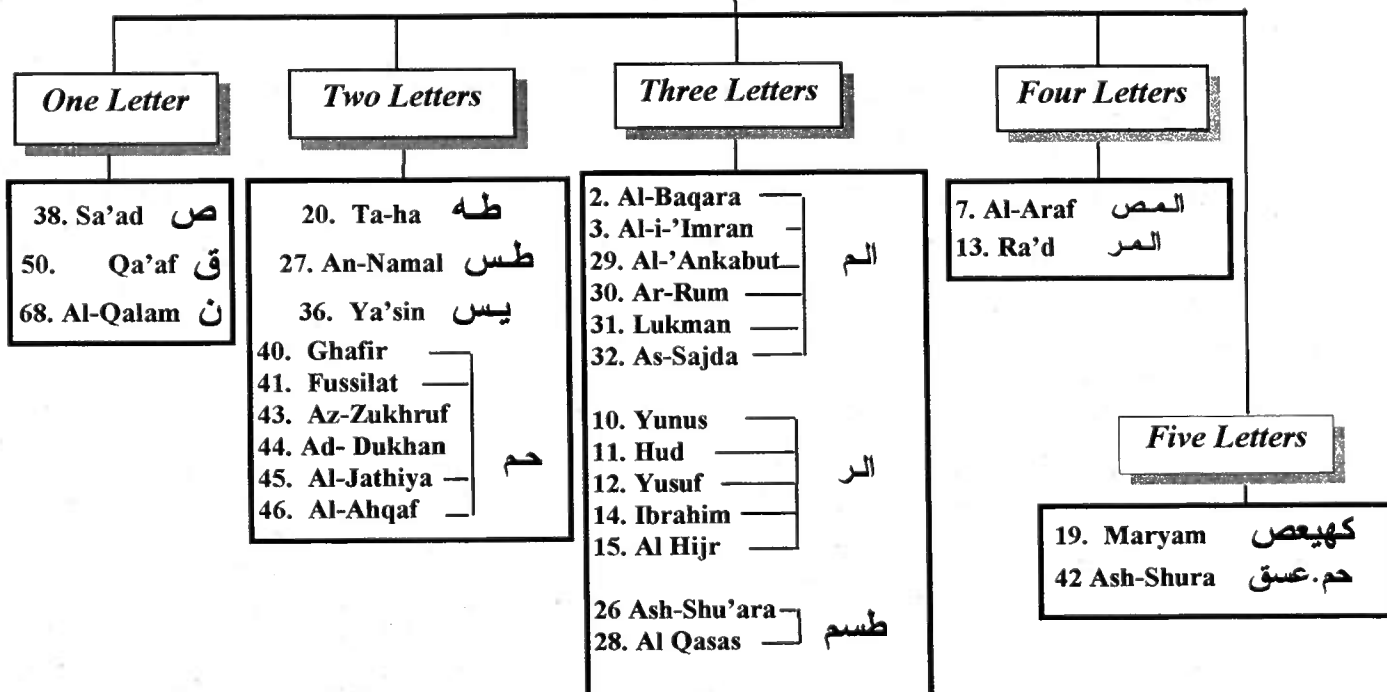 One Letter
38. Sa'ad ص
50. Qa'af ق
68. Al-Qalam ن
Two Letters
20. Ta-ha طه
27. An-Namal طس
36. Ya'sin يس
40. Ghafir
41. Fussilat
43. Az-Zukhruf
44. Ad- Dukhan
45. Al-Jathiya
46. Al-Ahqaf
حم
Three Letters
2. Al-Baqara
3. Al-i-'Imran
29. Al-'Ankabut
30. Ar-Rum
31. Lukman
32. As-Sajda
الم
10. Yunus
11. Hud
12. Yusuf
14. Ibrahim
15. Al Hijr
الر
26 Ash-Shu'ara
28. Al Qasas
طسم
Four Letters
7. Al-Araf المص
13. Ra'd المر
Five Letters
19. Maryam كهيعص
42 Ash-Shura حم.عسق